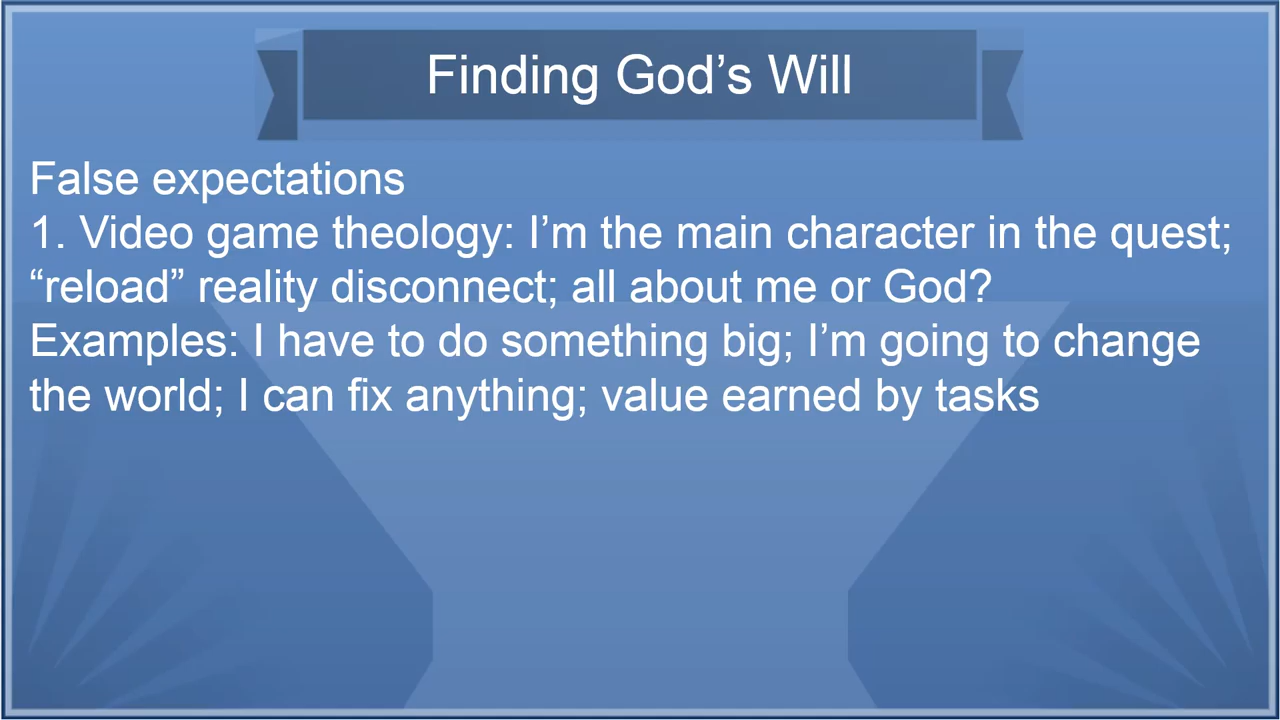 Finding God’s Will
False expectations
1. Video game theology: I’m the main character in the quest;
“reload” reality disconnect; all about me or God?
Examples: I have to do something big; I’m going to change
the world; I can fix anything; value earned by tasks